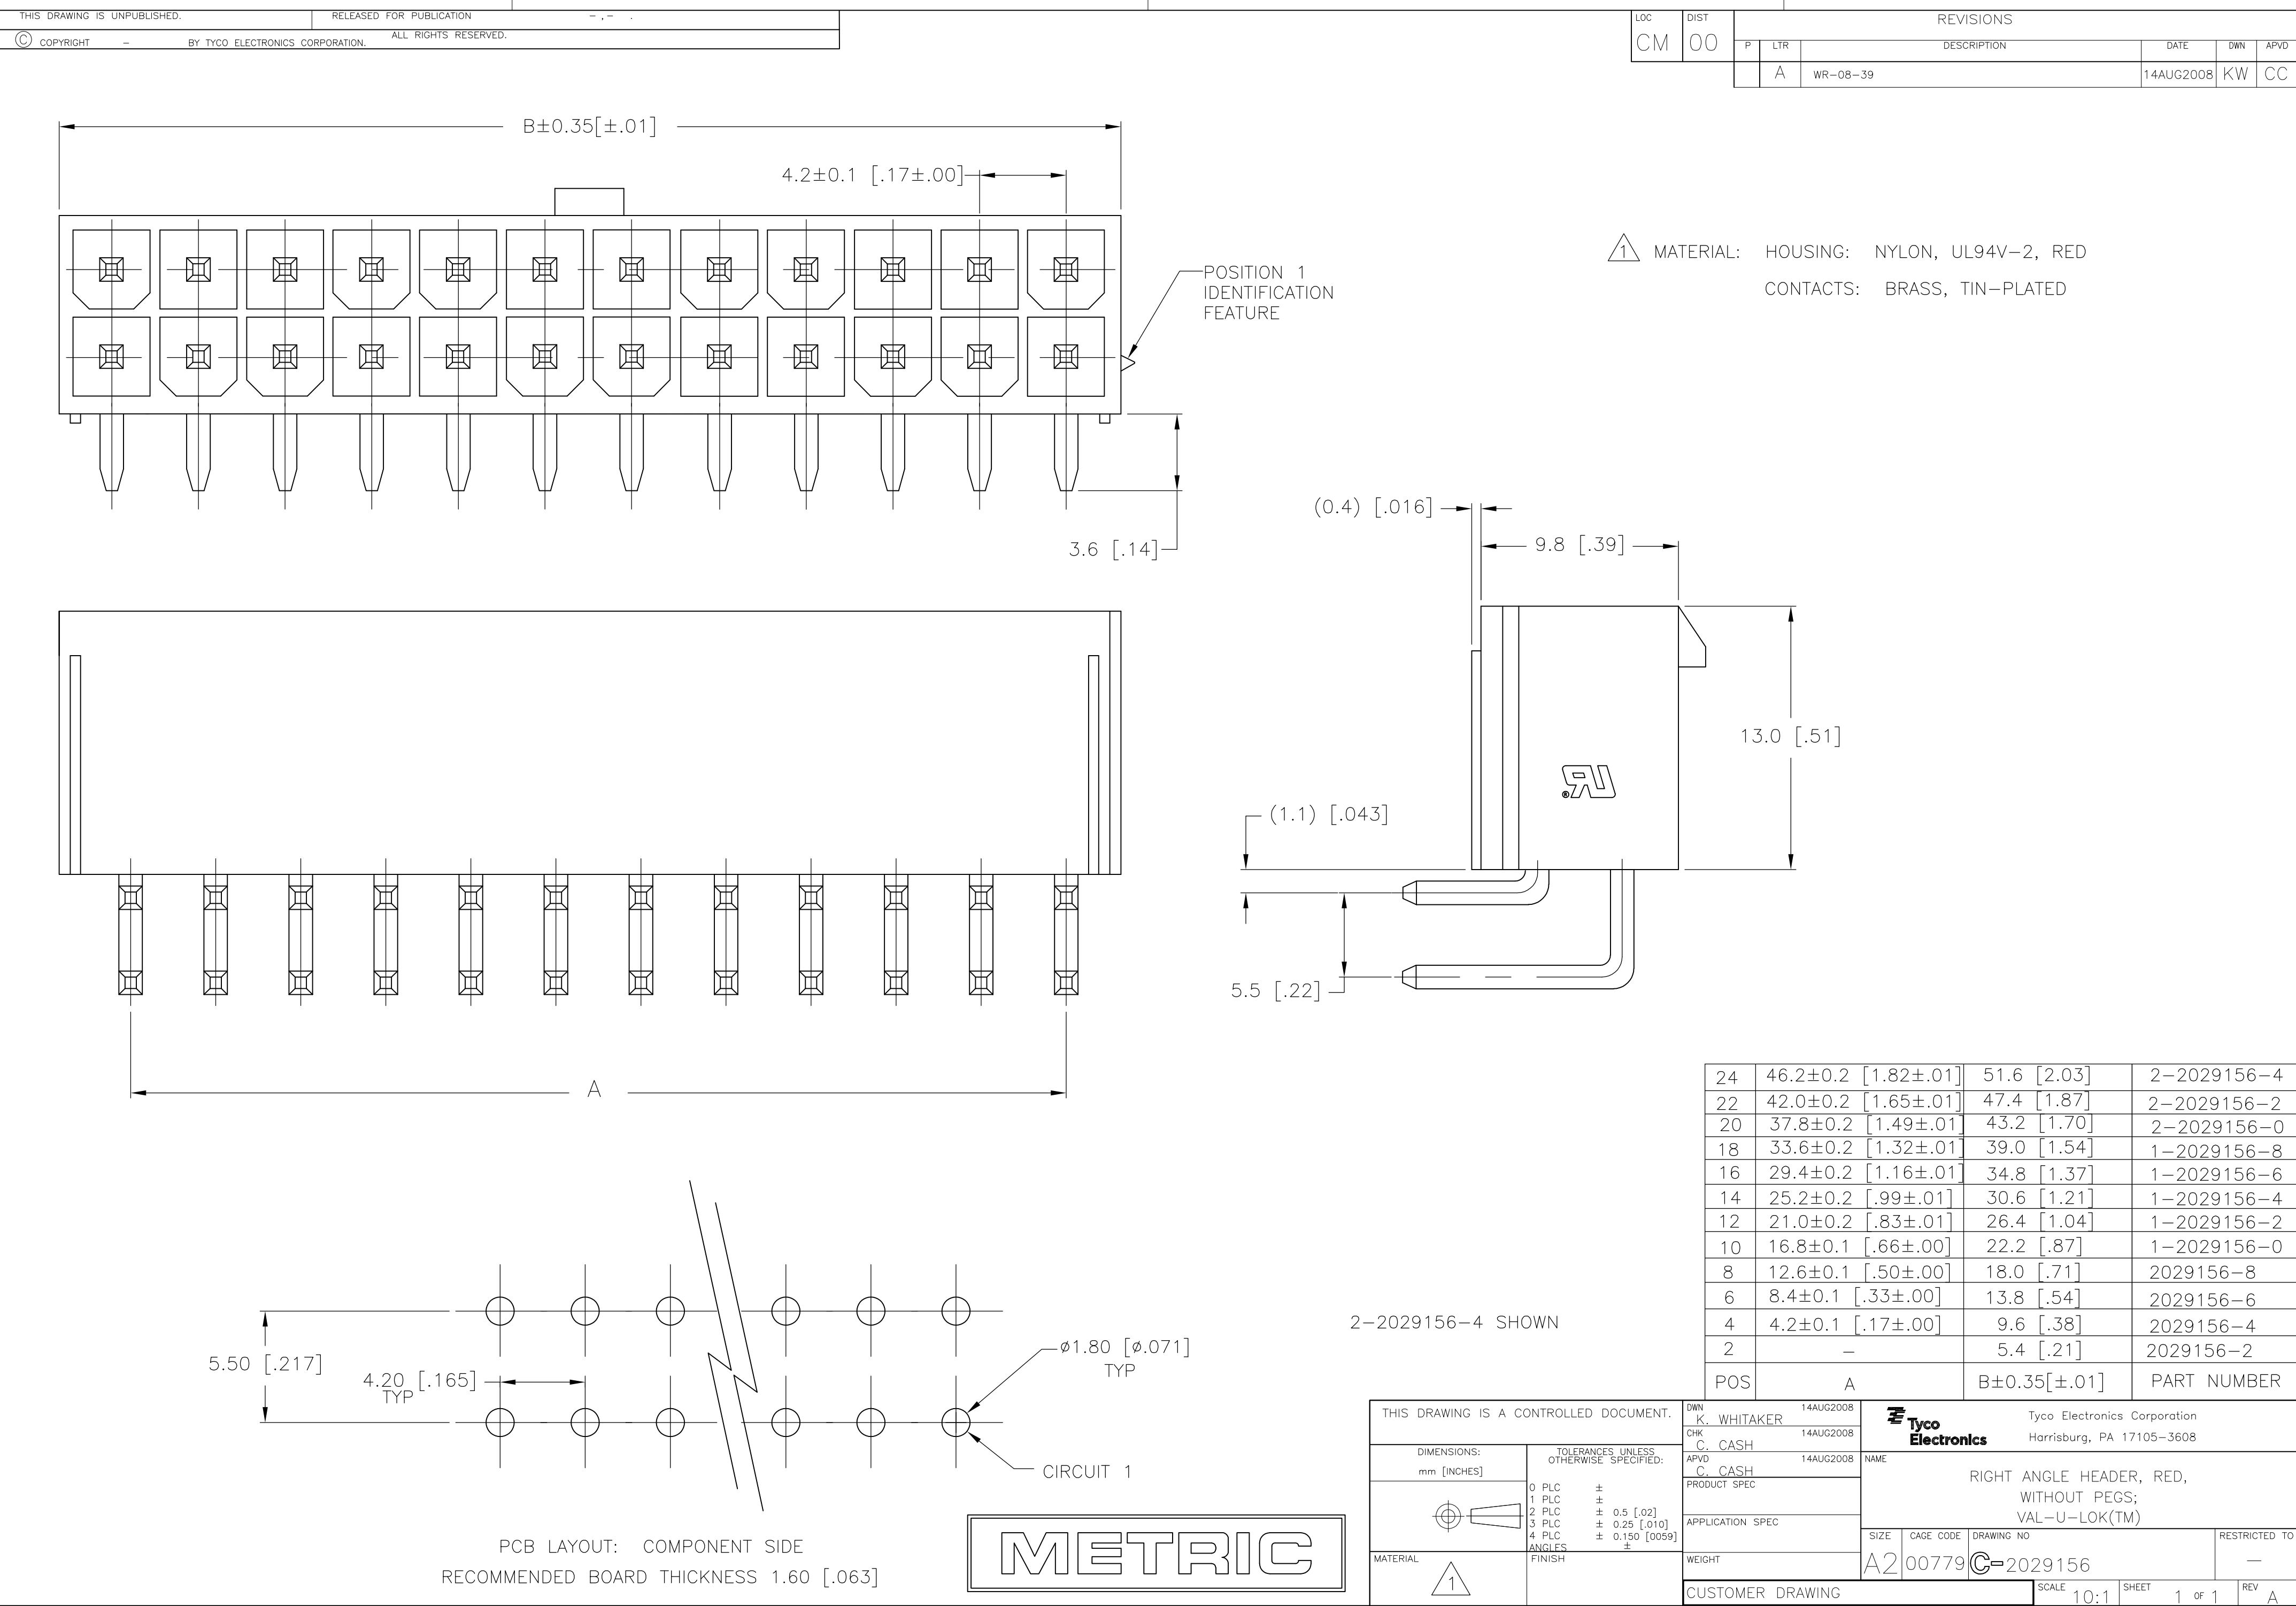 THIS DRAWING IS UNPUBLISHED.
RELEASED FOR PUBLICATION - ,- .
© COPYRIGHT - BY TYCO ELECTRONICS CORPORATION. ALL RIGHTS RESERVED.
LOC DIST REVISIONS
CM 00
P LTR DESCRIPTION DATE DWN APVD
A WR-08-39 14AUG2008 KW CC
B±0.35[±.01]
4.2±0.1 [.17±.00]
POSITION 1
IDENTIFICATION
FEATURE
1 MATERIAL: HOUSING: NYLON, UL94V-2, RED
CONTACTS: BRASS, TIN-PLATED
3.6 [.14]
(0.4) [.016]
9.8 [.39]
13.0 [.51]
(1.1) [.043]
5.5 [.22]
A
24 46.2±0.2 [1.82±.01] 51.6 [2.03] 2-2029156-4
22 42.0±0.2 [1.65±.01] 47.4 [1.87] 2-2029156-2
20 37.8±0.2 [1.49±.01] 43.2 [1.70] 2-2029156-0
18 33.6±0.2 [1.32±.01] 39.0 [1.54] 1-2029156-8
16 29.4±0.2 [1.16±.01] 34.8 [1.37] 1-2029156-6
14 25.2±0.2 [.99±.01] 30.6 [1.21] 1-2029156-4
12 21.0±0.2 [.83±.01] 26.4 [1.04] 1-2029156-2
10 16.8±0.1 [.66±.00] 22.2 [.87] 1-2029156-0
8 12.6±0.1 [.50±.00] 18.0 [.71] 2029156-8
6 8.4±0.1 [.33±.00] 13.8 [.54] 2029156-6
4 4.2±0.1 [.17±.00] 9.6 [.38] 2029156-4
2 - 5.4 [.21] 2029156-2
POS A B±0.35[±.01] PART NUMBER
2-2029156-4 SHOWN
5.50 [.217]
4.20 [.165]
TYP
ø1.80 [ø.071]
TYP
CIRCUIT 1
PCB LAYOUT: COMPONENT SIDE
RECOMMENDED BOARD THICKNESS 1.60 [.063]
METRIC
THIS DRAWING IS A CONTROLLED DOCUMENT.
DIMENSIONS:
mm [INCHES]
TOLERANCES UNLESS
OTHERWISE SPECIFIED:
0 PLC ±
1 PLC ±
2 PLC ± 0.5 [.02]
3 PLC ± 0.25 [.010]
4 PLC ± 0.150 [0059]
ANGLES ±
MATERIAL
1
FINISH
DWN 14AUG2008
K. WHITAKER
CHK 14AUG2008
C. CASH
APVD 14AUG2008
C. CASH
PRODUCT SPEC
APPLICATION SPEC
WEIGHT
CUSTOMER DRAWING
Tyco
Electronics
Tyco Electronics Corporation
Harrisburg, PA 17105-3608
NAME
RIGHT ANGLE HEADER, RED,
WITHOUT PEGS;
VAL-U-LOK(TM)
SIZE CAGE CODE DRAWING NO RESTRICTED TO
A2 00779 C-2029156 -
SCALE 10:1 SHEET 1 OF 1 REV A